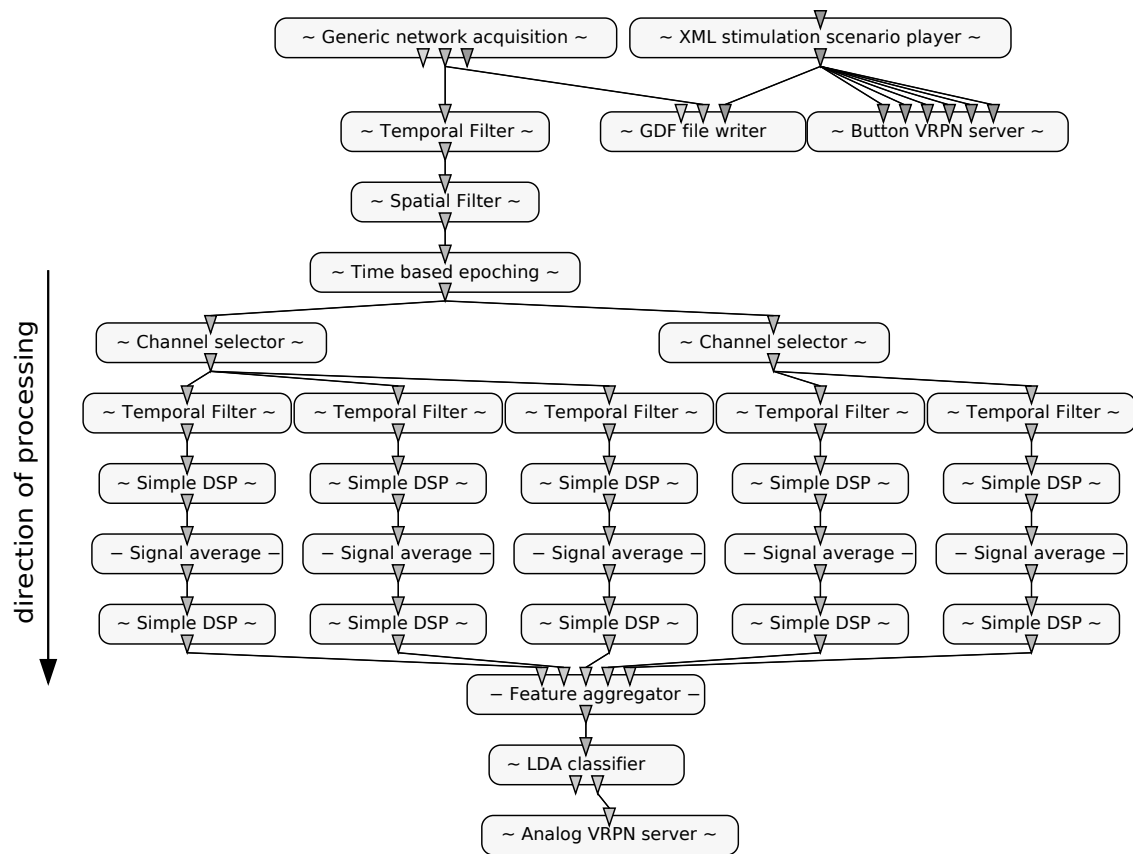 ~ Generic network acquisition ~
~ XML stimulation scenario player ~
~ Temporal Filter ~
~ GDF file writer
~ Button VRPN server ~
~ Spatial Filter ~
~ Time based epoching ~
direction of processing
~ Channel selector ~
~ Channel selector ~
~ Temporal Filter ~
~ Temporal Filter ~
~ Temporal Filter ~
~ Temporal Filter ~
~ Temporal Filter ~
~ Simple DSP ~
~ Simple DSP ~
~ Simple DSP ~
~ Simple DSP ~
~ Simple DSP ~
− Signal average −
− Signal average −
− Signal average −
− Signal average −
− Signal average −
~ Simple DSP ~
~ Simple DSP ~
~ Simple DSP ~
~ Simple DSP ~
~ Simple DSP ~
− Feature aggregator −
~ LDA classifier
~ Analog VRPN server ~